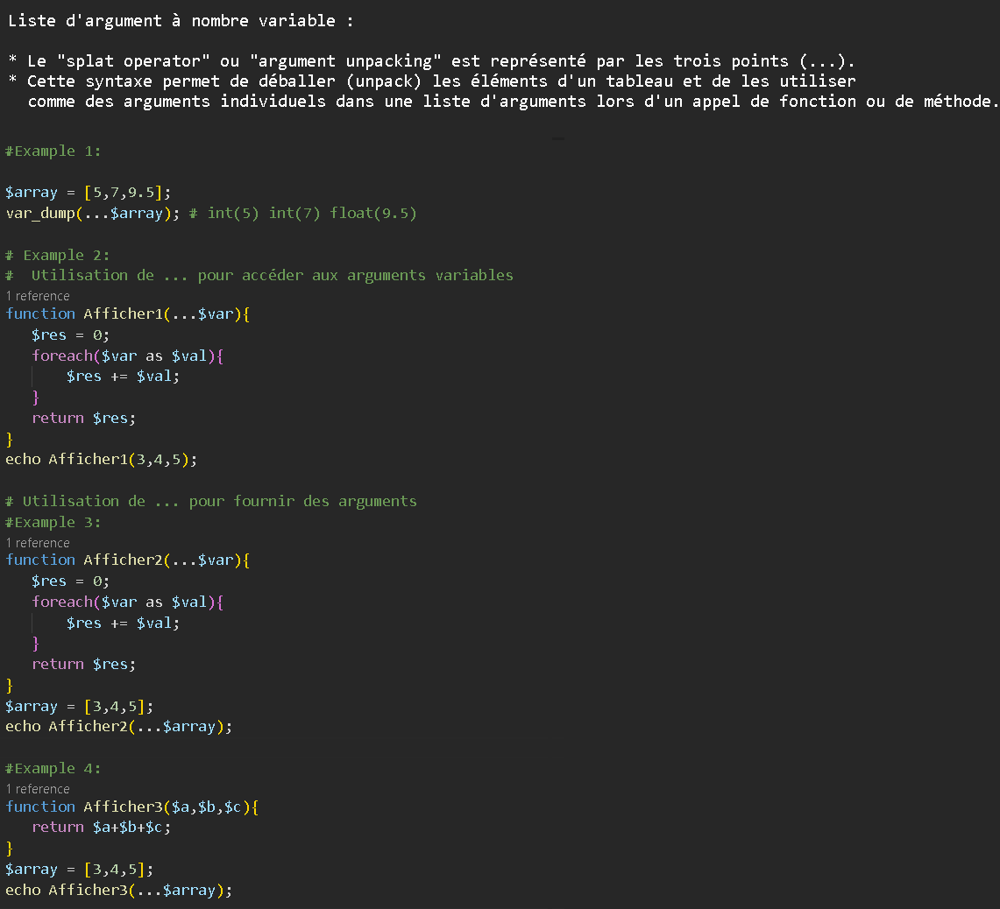 Liste d'argument à nombre variable :
* Le "splat operator" ou "argument unpacking" est représenté par les trois points (...).
* Cette syntaxe permet de déballer (unpack) les éléments d'un tableau et de les utiliser
comme des arguments individuels dans une liste d'arguments lors d'un appel de fonction ou de méthode.
#Example 1:
$array = [5,7,9.5];
var_dump(...$array); # int(5) int(7) float(9.5)
# Example 2:
#  Utilisation de ... pour accéder aux arguments variables
1 reference
function Afficher1(...$var){
   $res = 0;
   foreach($var as $val){
       $res += $val;
   }
   return $res;
}
echo Afficher1(3,4,5);
# Utilisation de ... pour fournir des arguments
#Example 3:
1 reference
function Afficher2(...$var){
   $res = 0;
   foreach($var as $val){
       $res += $val;
   }
   return $res;
}
$array = [3,4,5];
echo Afficher2(...$array);
#Example 4:
1 reference
function Afficher3($a,$b,$c){
   return $a+$b+$c;
}
$array = [3,4,5];
echo Afficher3(...$array);